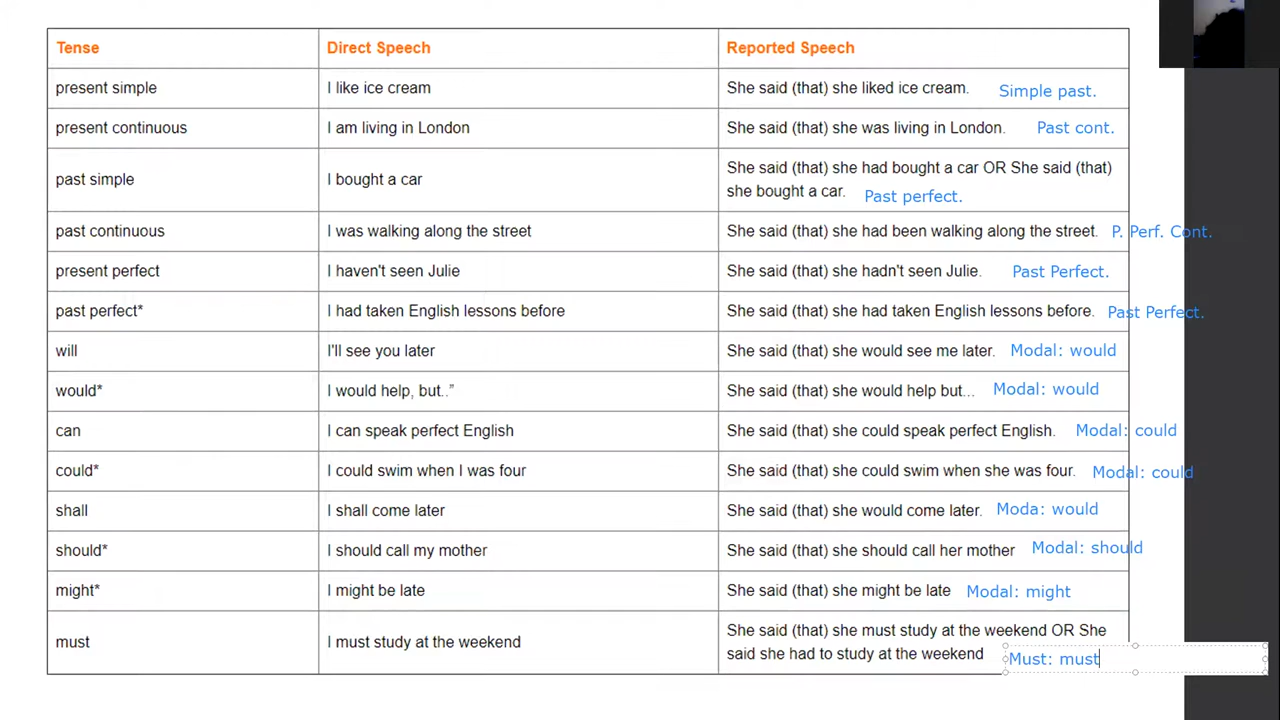 Tense Direct Speech Reported Speech
present simple I like ice cream She said (that) she liked ice cream. Simple past.
present continuous I am living in London She said (that) she was living in London. Past cont.
past simple I bought a car She said (that) she had bought a car OR She said (that)
she bought a car. Past perfect.
past continuous I was walking along the street She said (that) she had been walking along the street. P. Perf. Cont.
present perfect I haven't seen Julie She said (that) she hadn't seen Julie. Past Perfect.
past perfect* I had taken English lessons before She said (that) she had taken English lessons before. Past Perfect.
will I'll see you later She said (that) she would see me later. Modal: would
would* I would help, but..” She said (that) she would help but... Modal: would
can I can speak perfect English She said (that) she could speak perfect English. Modal: could
could* I could swim when I was four She said (that) she could swim when she was four. Modal: could
shall I shall come later She said (that) she would come later. Moda: would
should* I should call my mother She said (that) she should call her mother Modal: should
might* I might be late She said (that) she might be late Modal: might
must I must study at the weekend She said (that) she must study at the weekend OR She
said she had to study at the weekend Must: must